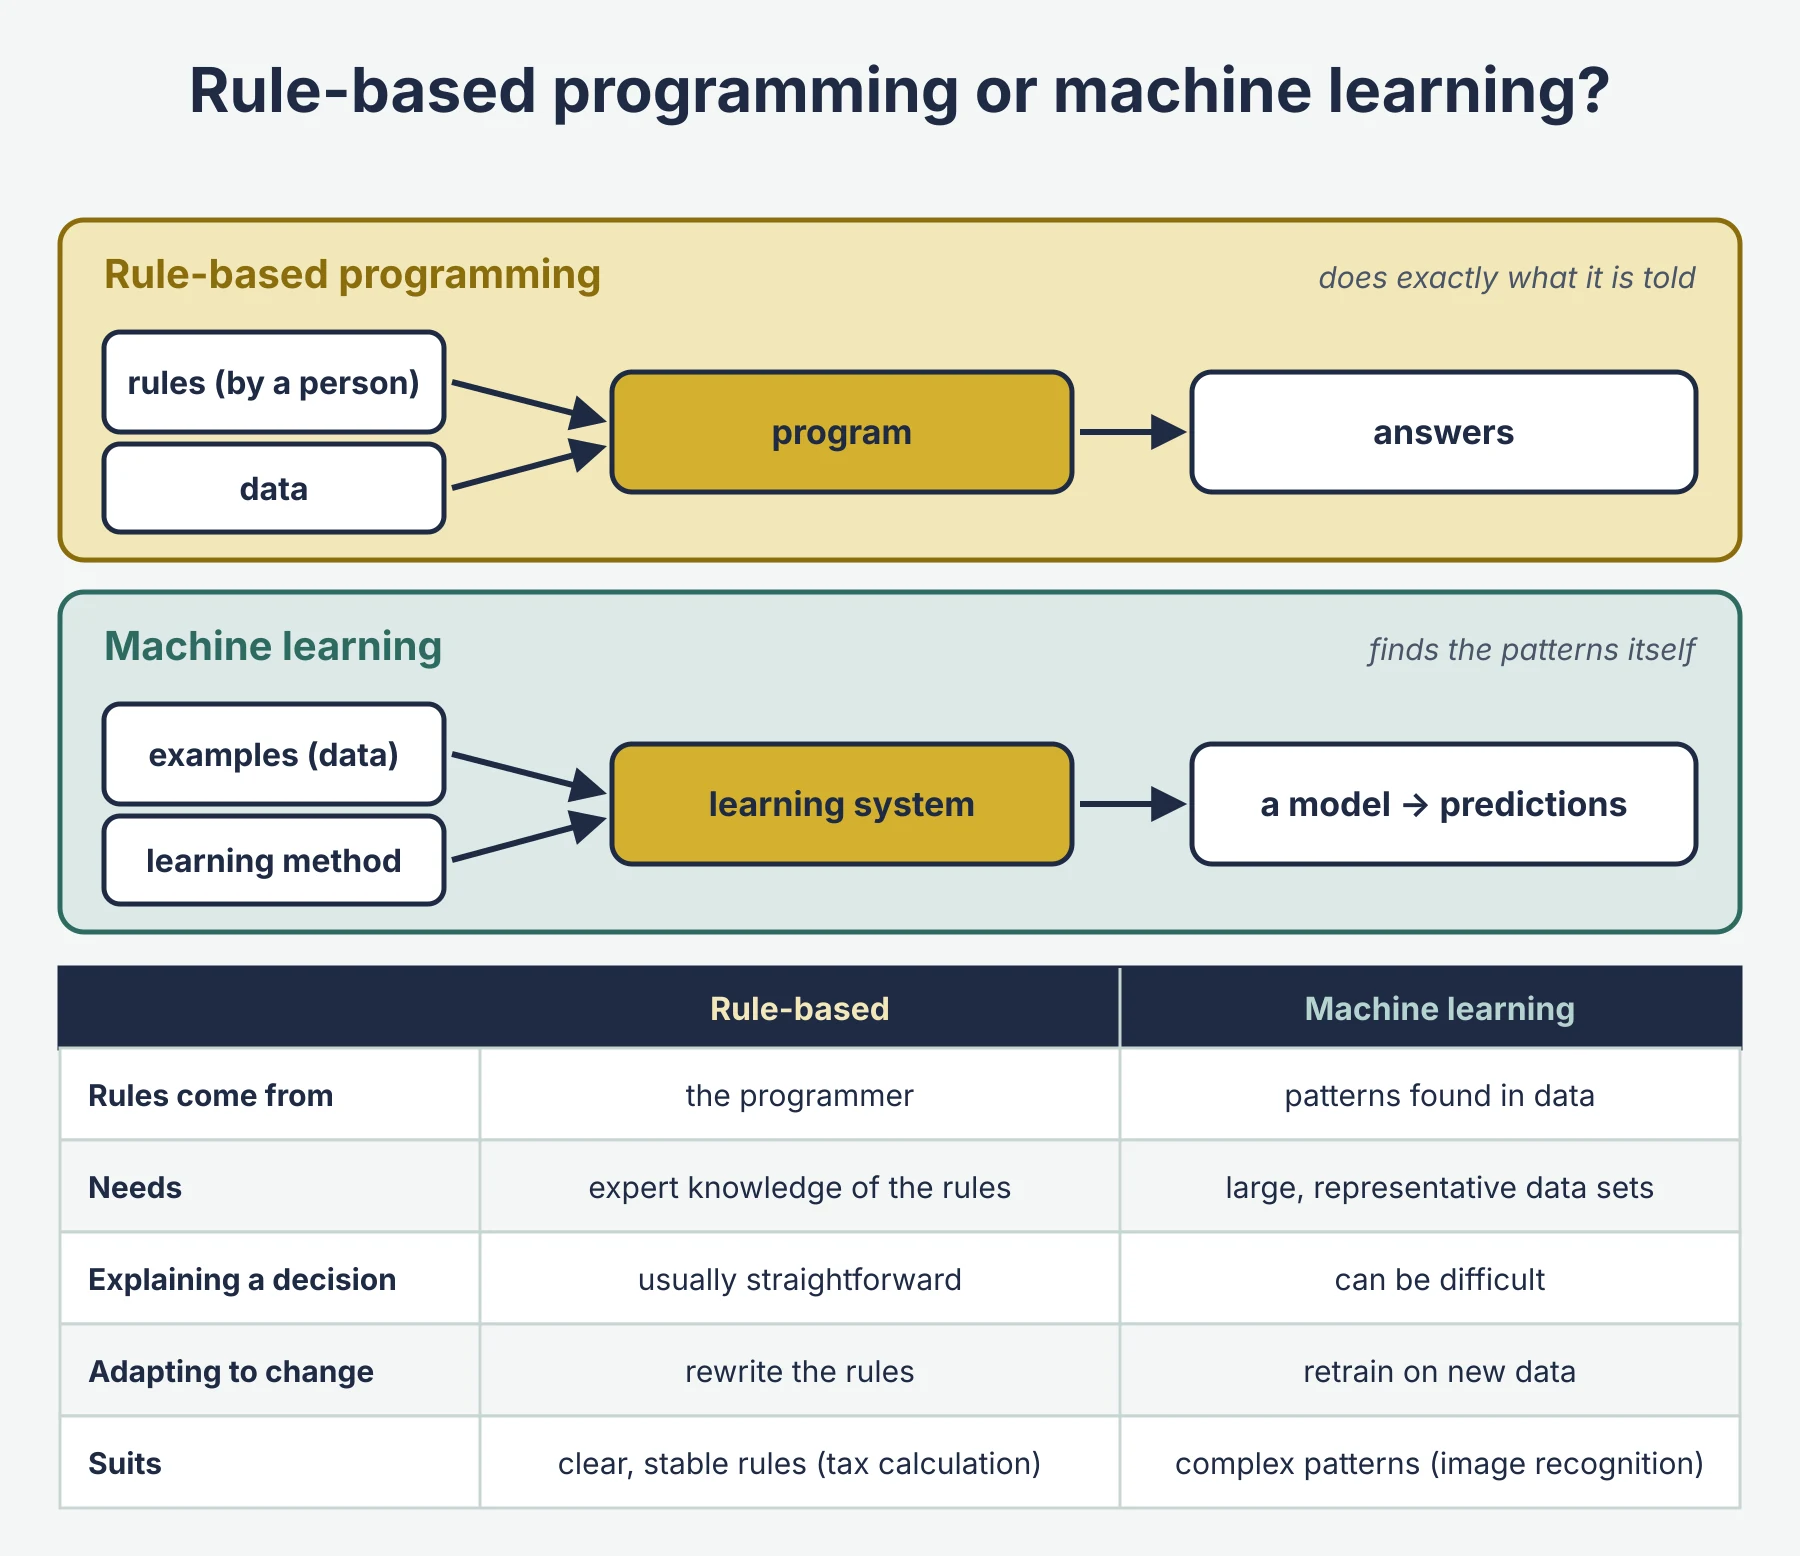 Rule-based programming or machine learning?
Rule-based programming
does exactly what it is told
rules (by a person)
data
program
answers
Machine learning
finds the patterns itself
examples (data)
learning method
learning system
a model → predictions
Rule-based
Machine learning
Rules come from
the programmer
patterns found in data
Needs
expert knowledge of the rules
large, representative data sets
Explaining a decision
usually straightforward
can be difficult
Adapting to change
rewrite the rules
retrain on new data
Suits
clear, stable rules (tax calculation)
complex patterns (image recognition)